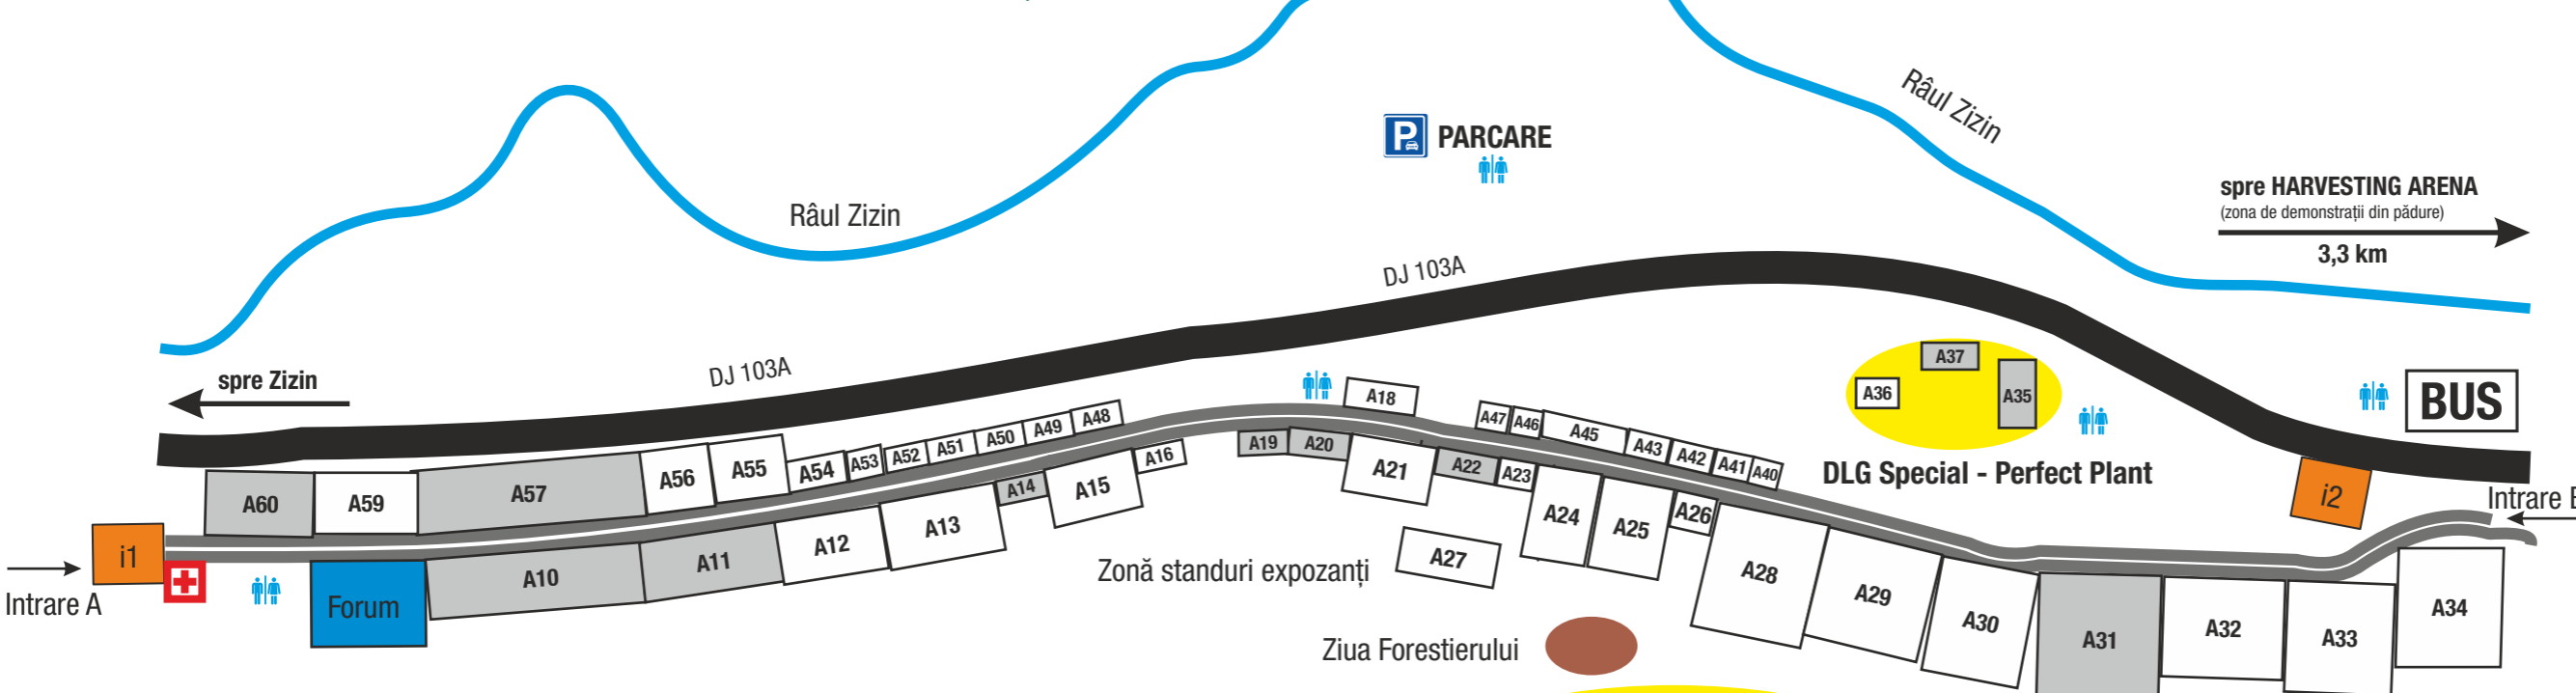 Râul Zizin
P PARCARE
Râul Zizin
spre HARVESTING ARENA
(zona de demonstrații din pădure)
3,3 km
DJ 103A
DJ 103A
spre Zizin
BUS
A37
A36
A35
DLG Special - Perfect Plant
A18
A47
A46
A45
A43
A42
A41
A40
A48
A49
A50
A51
A52
A53
A54
A55
A56
A57
A59
A60
i1
Intrare A
Forum
A10
A11
A12
A13
A14
A15
A16
A19
A20
A21
A22
A23
A24
A25
A26
A27
A28
A29
A30
A31
A32
A33
A34
i2
Intrare
Zonă standuri expozanți
Ziua Forestierului